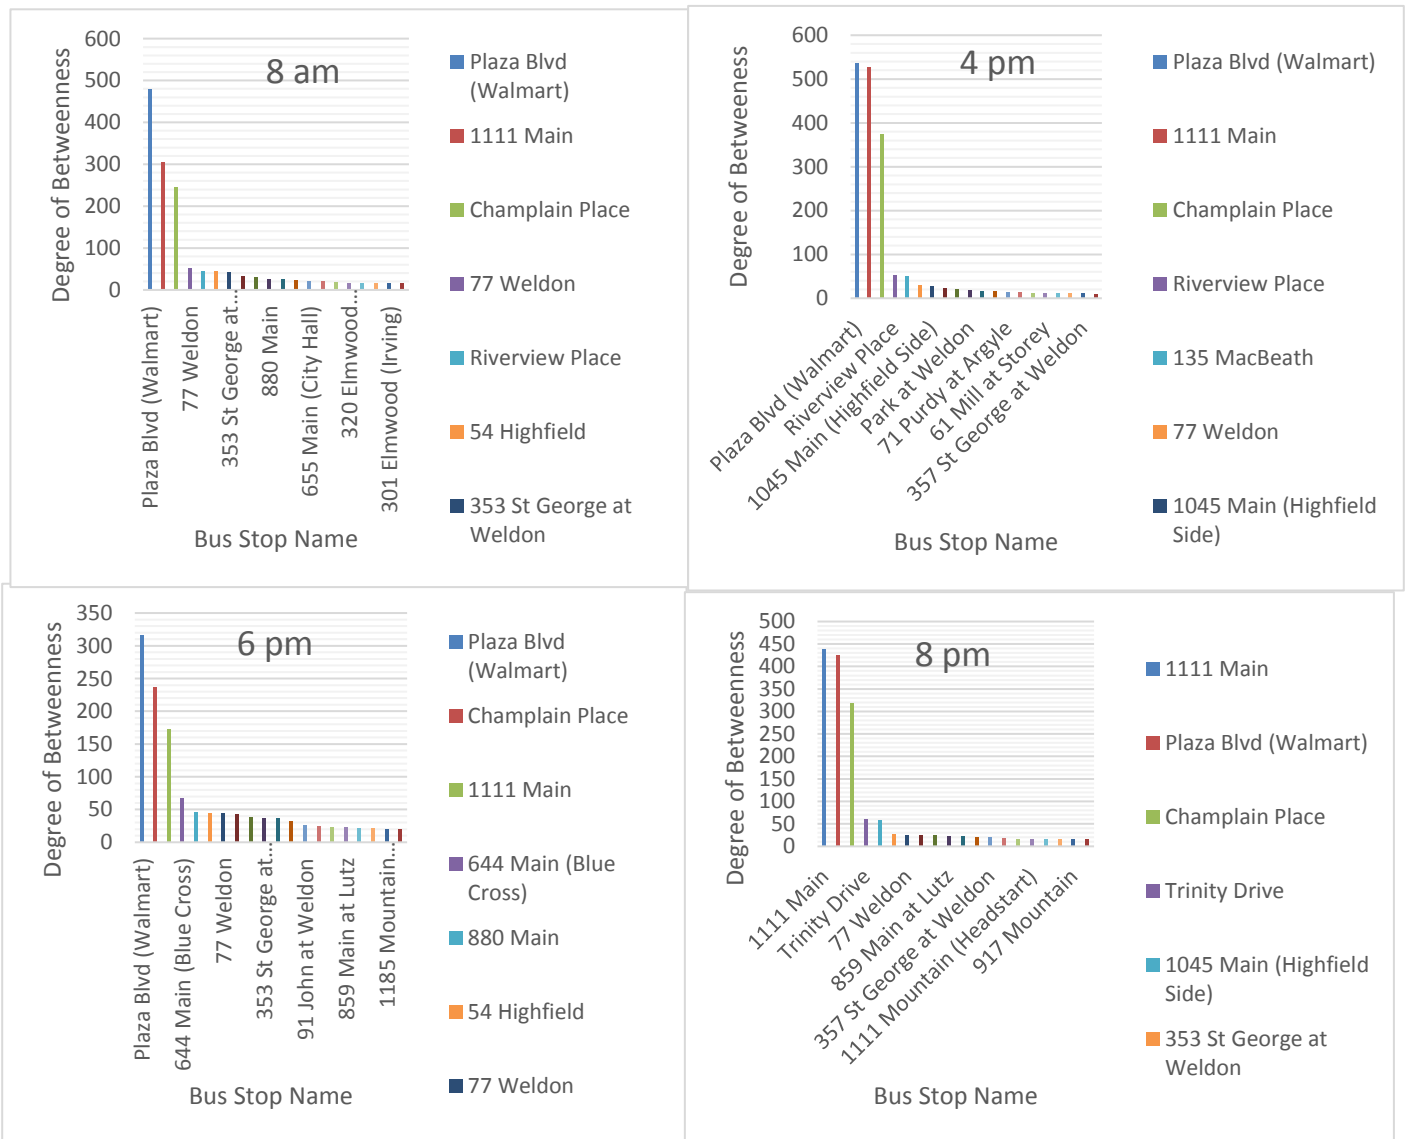 8 am
Degree of Betweenness
600
500
400
300
200
100
0
Plaza Blvd (Walmart)
77 Weldon
353 St George at…
880 Main
655 Main (City Hall)
320 Elmwood…
301 Elmwood (Irving)
Bus Stop Name
Plaza Blvd
(Walmart)
1111 Main
Champlain Place
77 Weldon
Riverview Place
54 Highfield
353 St George at
Weldon
4 pm
Degree of Betweenness
600
500
400
300
200
100
0
Plaza Blvd (Walmart)
Riverview Place
1045 Main (Highfield Side)
Park at Weldon
71 Purdy at Argyle
61 Mill at Storey
357 St George at Weldon
Bus Stop Name
Plaza Blvd (Walmart)
1111 Main
Champlain Place
Riverview Place
135 MacBeath
77 Weldon
1045 Main (Highfield
Side)
6 pm
Degree of Betweenness
350
300
250
200
150
100
50
0
Plaza Blvd (Walmart)
644 Main (Blue Cross)
77 Weldon
353 St George at…
91 John at Weldon
859 Main at Lutz
1185 Mountain…
Bus Stop Name
Plaza Blvd
(Walmart)
Champlain Place
1111 Main
644 Main (Blue
Cross)
880 Main
54 Highfield
77 Weldon
8 pm
Degree of Betweenness
500
450
400
350
300
250
200
150
100
50
0
1111 Main
Trinity Drive
77 Weldon
859 Main at Lutz
357 St George at Weldon
1111 Mountain (Headstart)
917 Mountain
Bus Stop Name
1111 Main
Plaza Blvd (Walmart)
Champlain Place
Trinity Drive
1045 Main (Highfield
Side)
353 St George at
Weldon